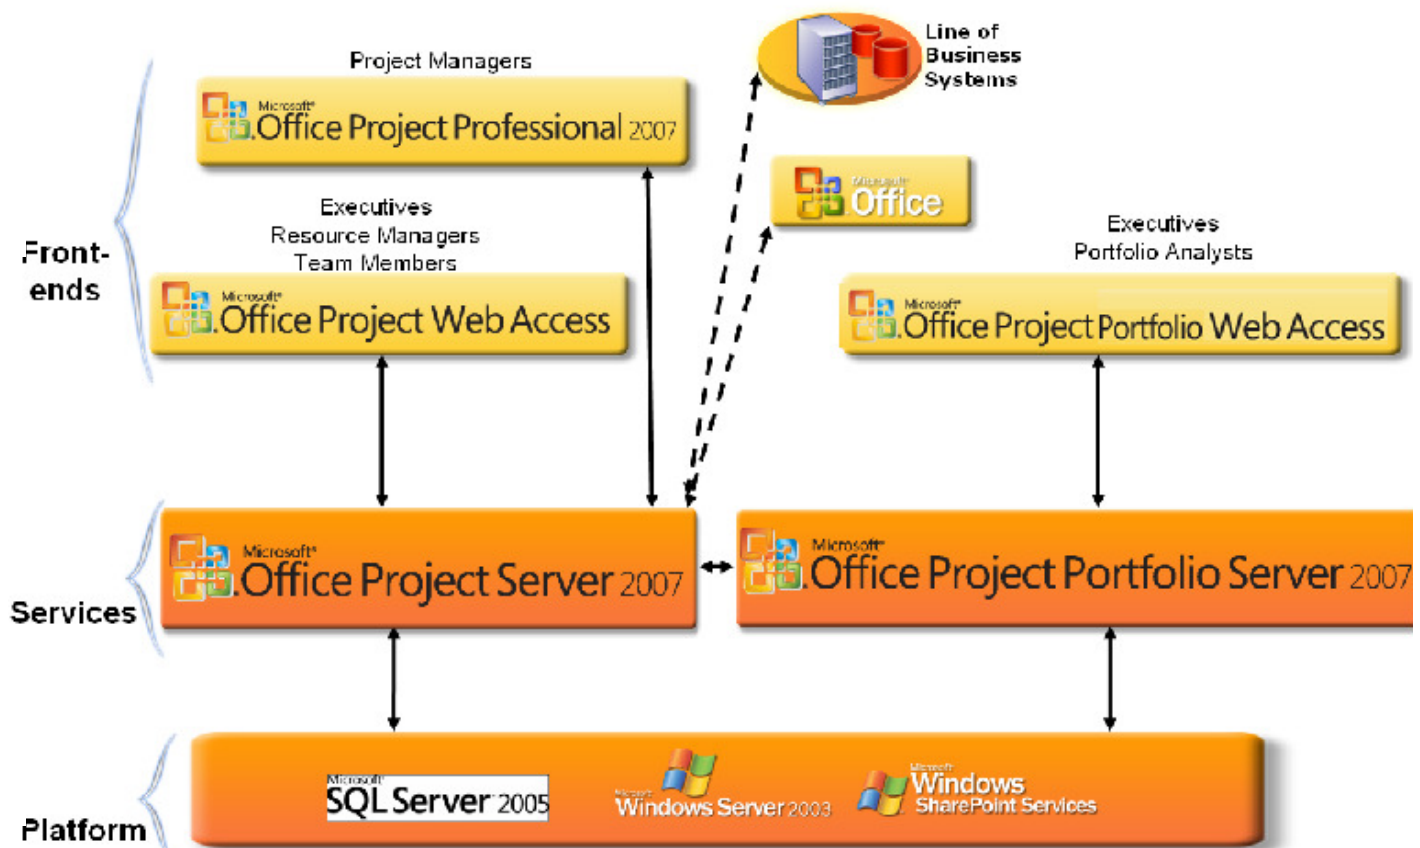 Line of
Business
Systems
Project Managers
Microsoft®
Office Project Professional 2007
Microsoft
Office
Executives
Resource Managers
Team Members
Executives
Portfolio Analysts
Front-
ends
Microsoft®
Office Project Web Access
Microsoft®
Office Project Portfolio Web Access
Services
Microsoft®
Office Project Server 2007
Microsoft®
Office Project Portfolio Server 2007
Platform
Microsoft®
SQL Server 2005
Microsoft
Windows Server 2003
Microsoft
Windows
SharePoint Services